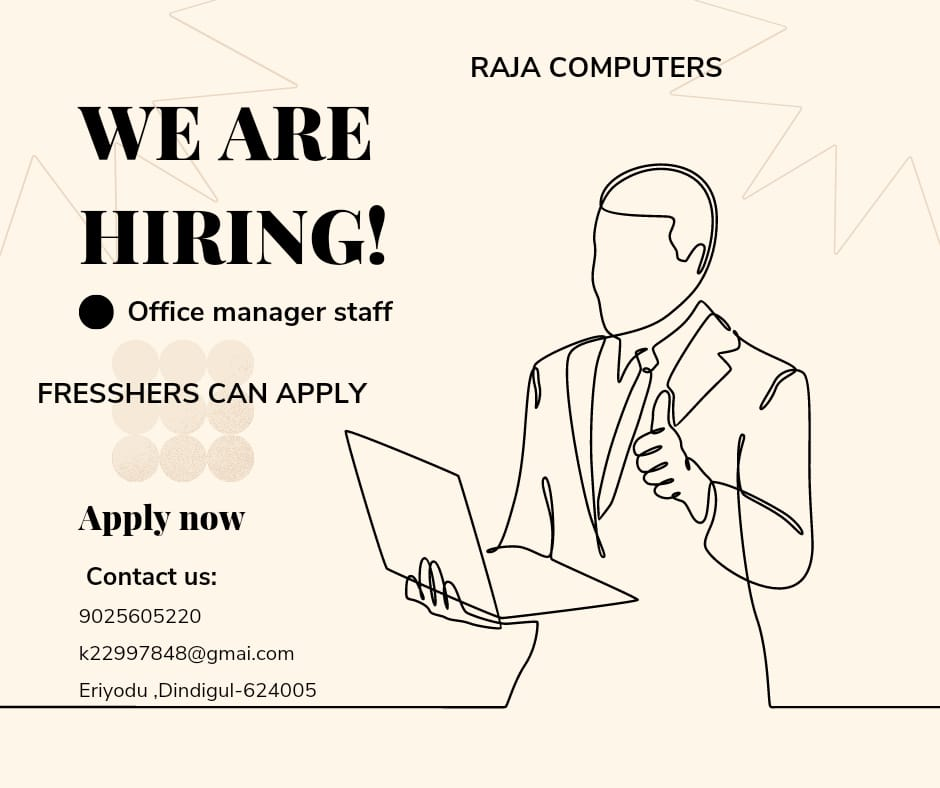 RAJA COMPUTERS
WE ARE
HIRING!
Office manager staff
FRESSHERS CAN APPLY
Apply now
Contact us:
9025605220
k22997848@gmai.com
Eriyodu ,Dindigul-624005